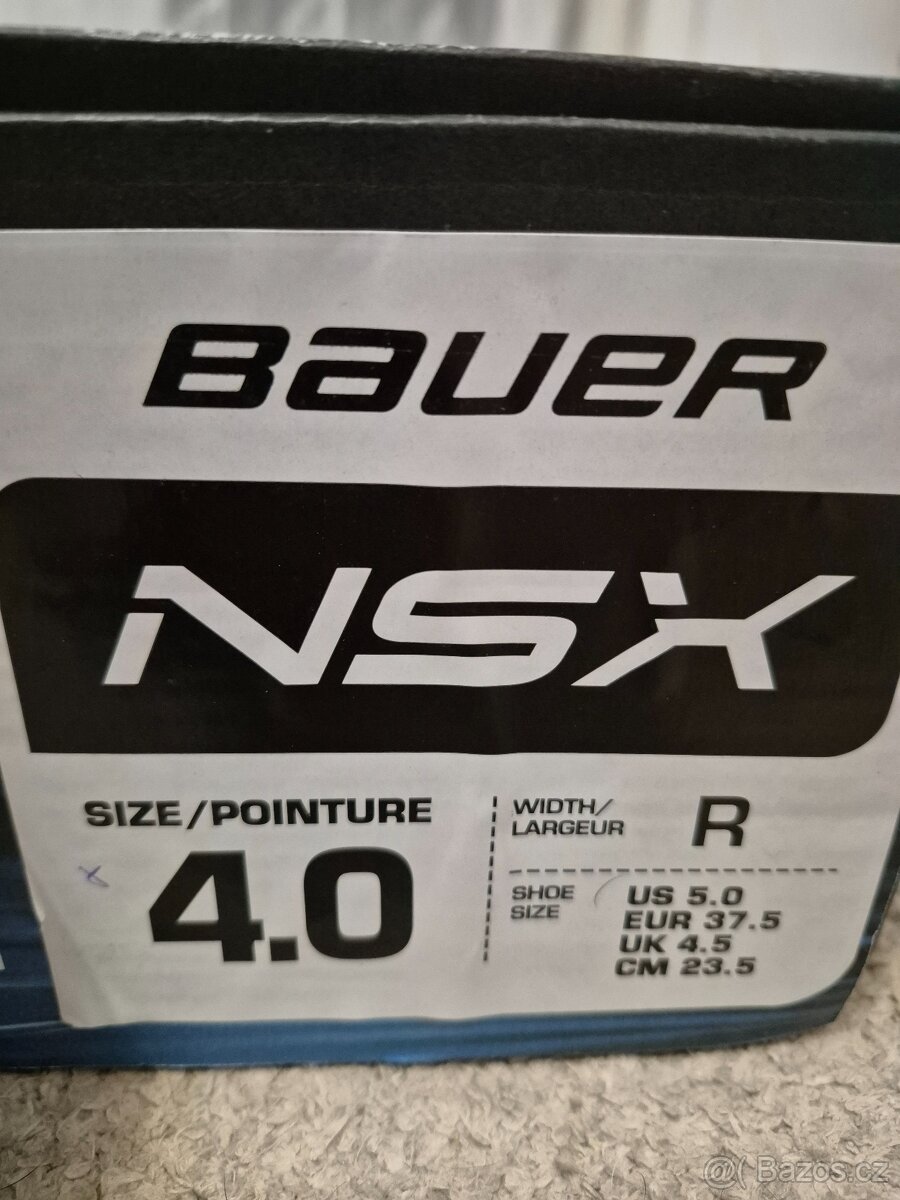 BAUER
NSX
SIZE/POINTURE
4.0
WIDTH/
LARGEUR
R
SHOE
SIZE
US 5.0
EUR 37.5
UK 4.5
CM 23.5
@( Bazoš.cz